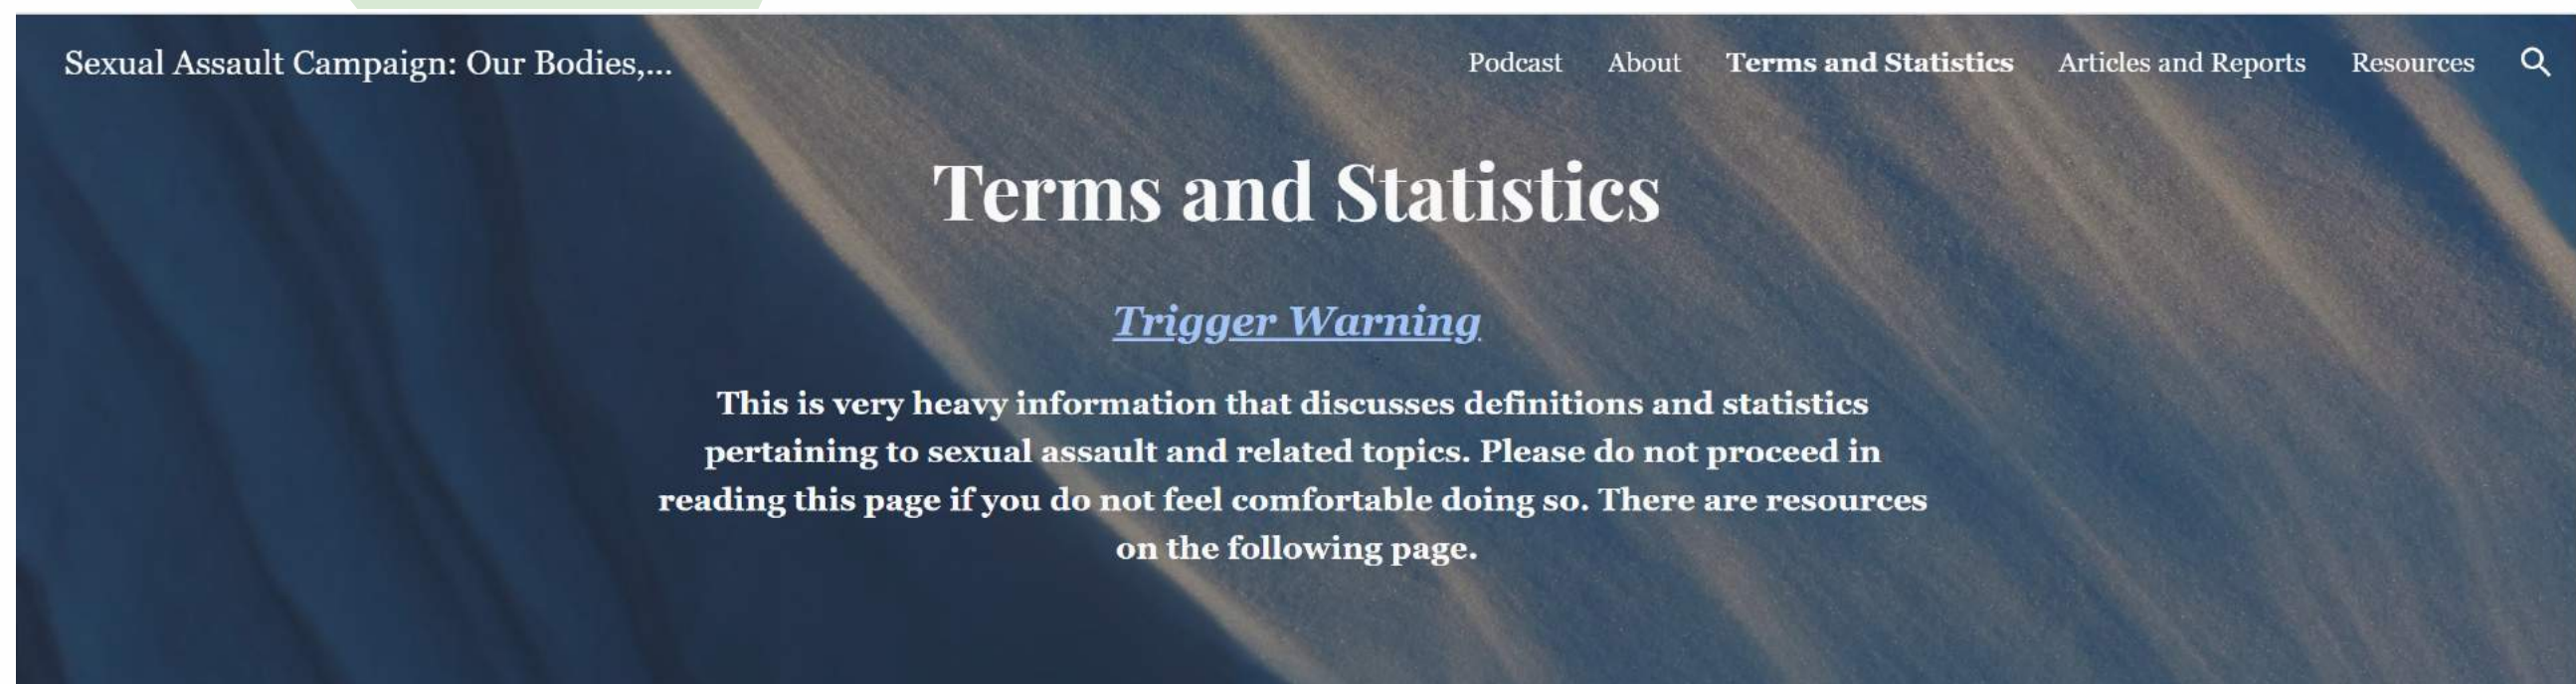 Sexual Assault Campaign: Our Bodies,...
Podcast About Terms and Statistics Articles and Reports Resources
Terms and Statistics
Trigger Warning
This is very heavy information that discusses definitions and statistics
pertaining to sexual assault and related topics. Please do not proceed in
reading this page if you do not feel comfortable doing so. There are resources
on the following page.